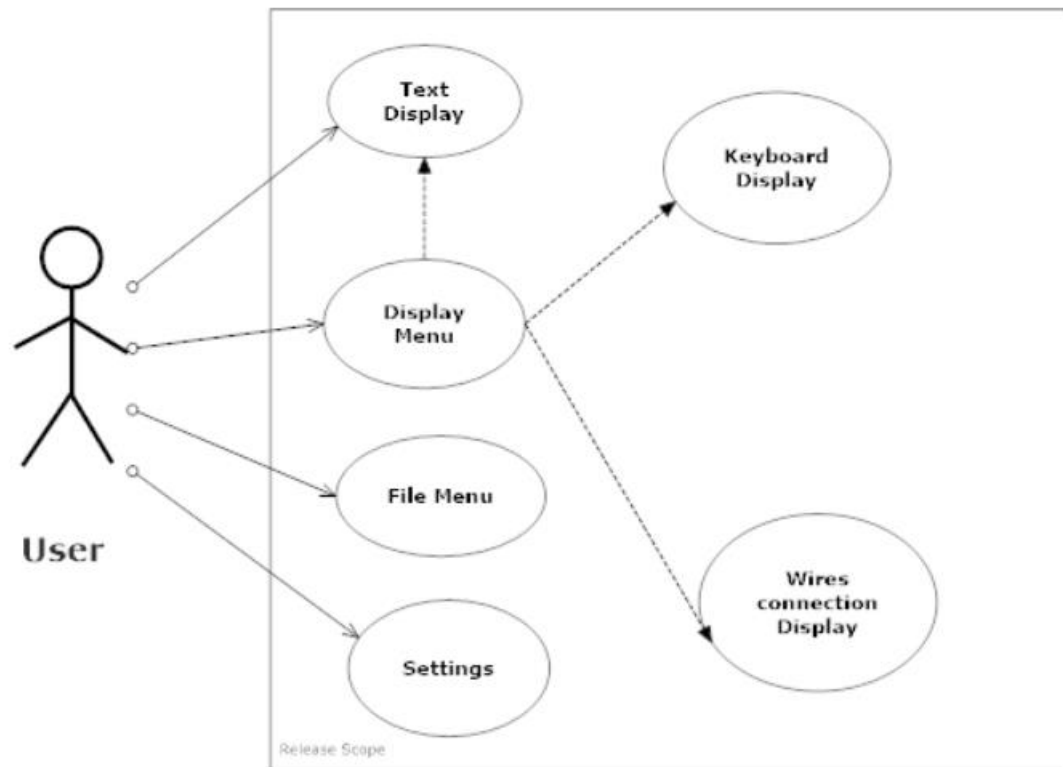 Text
Display
Keyboard
Display
Display
Menu
File Menu
User
Wires
connection
Display
Settings
Release Scope